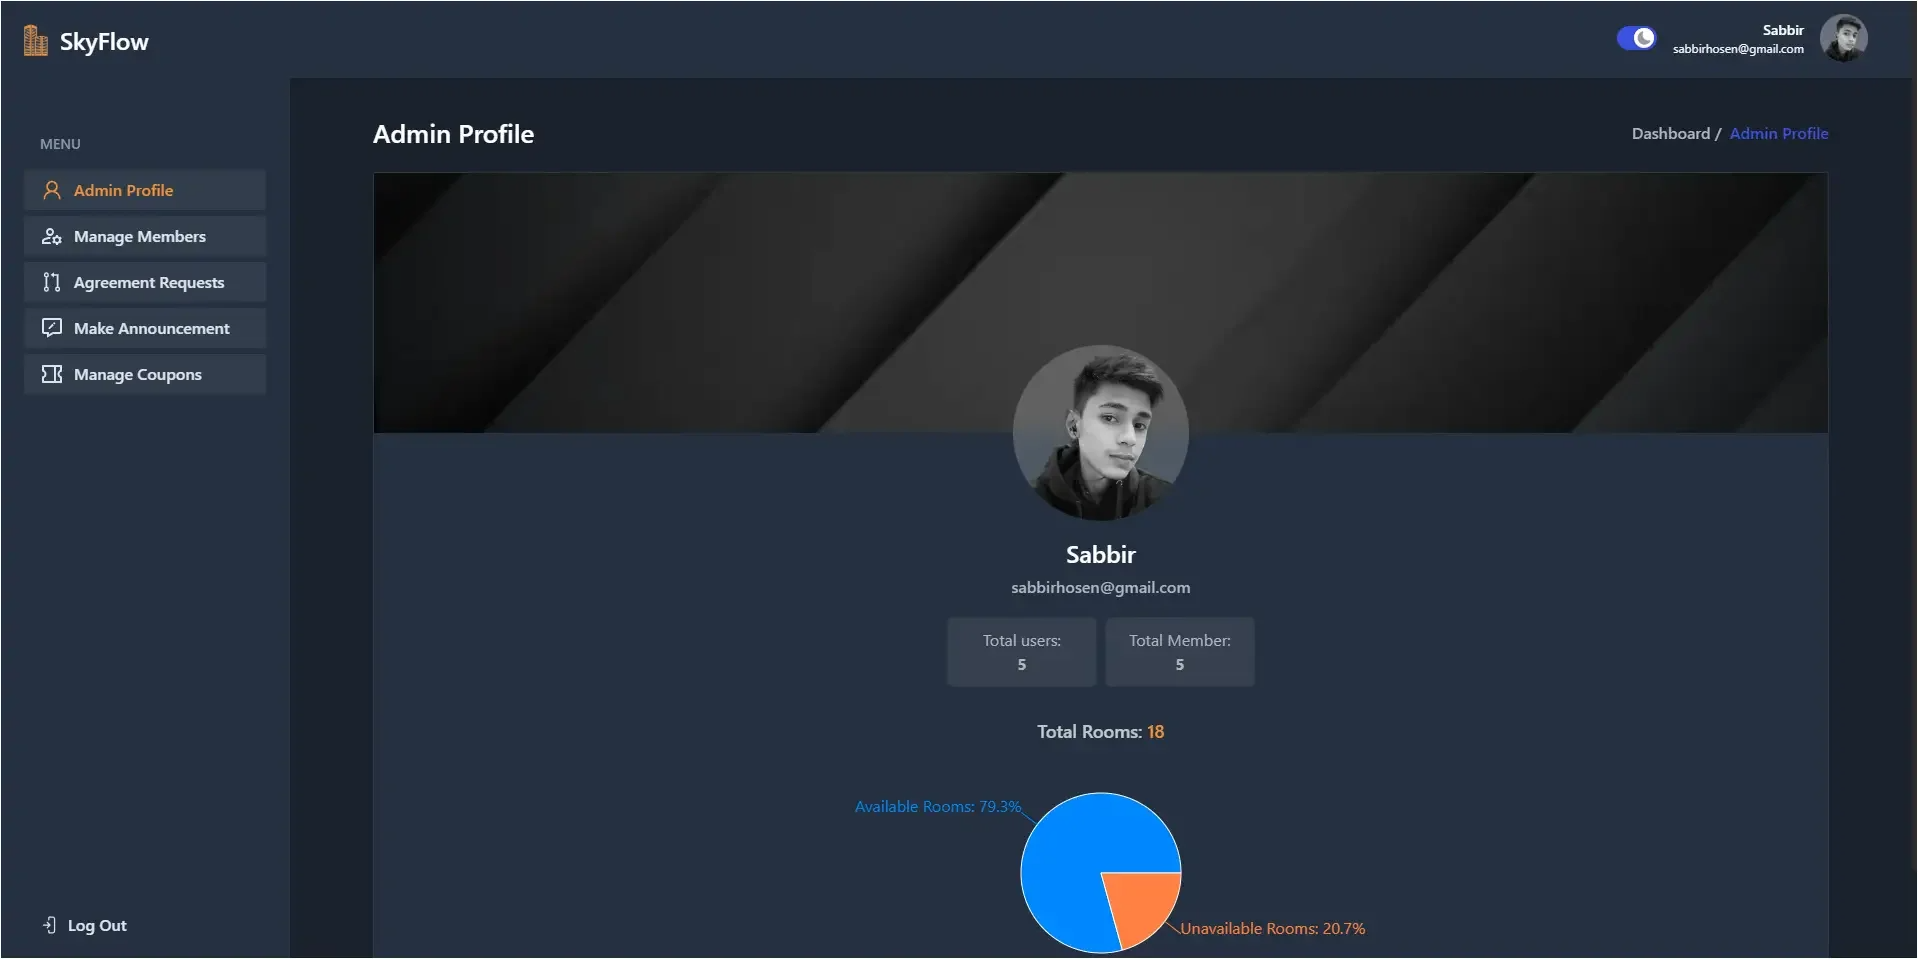 SkyFlow
Sabbir
sabbirhosen@gmail.com
MENU
Admin Profile
Manage Members
Agreement Requests
Make Announcement
Manage Coupons
Log Out
Admin Profile
Dashboard / Admin Profile
Sabbir
sabbirhosen@gmail.com
Total users:
5
Total Member:
5
Total Rooms: 18
Available Rooms: 79.3%
Unavailable Rooms: 20.7%